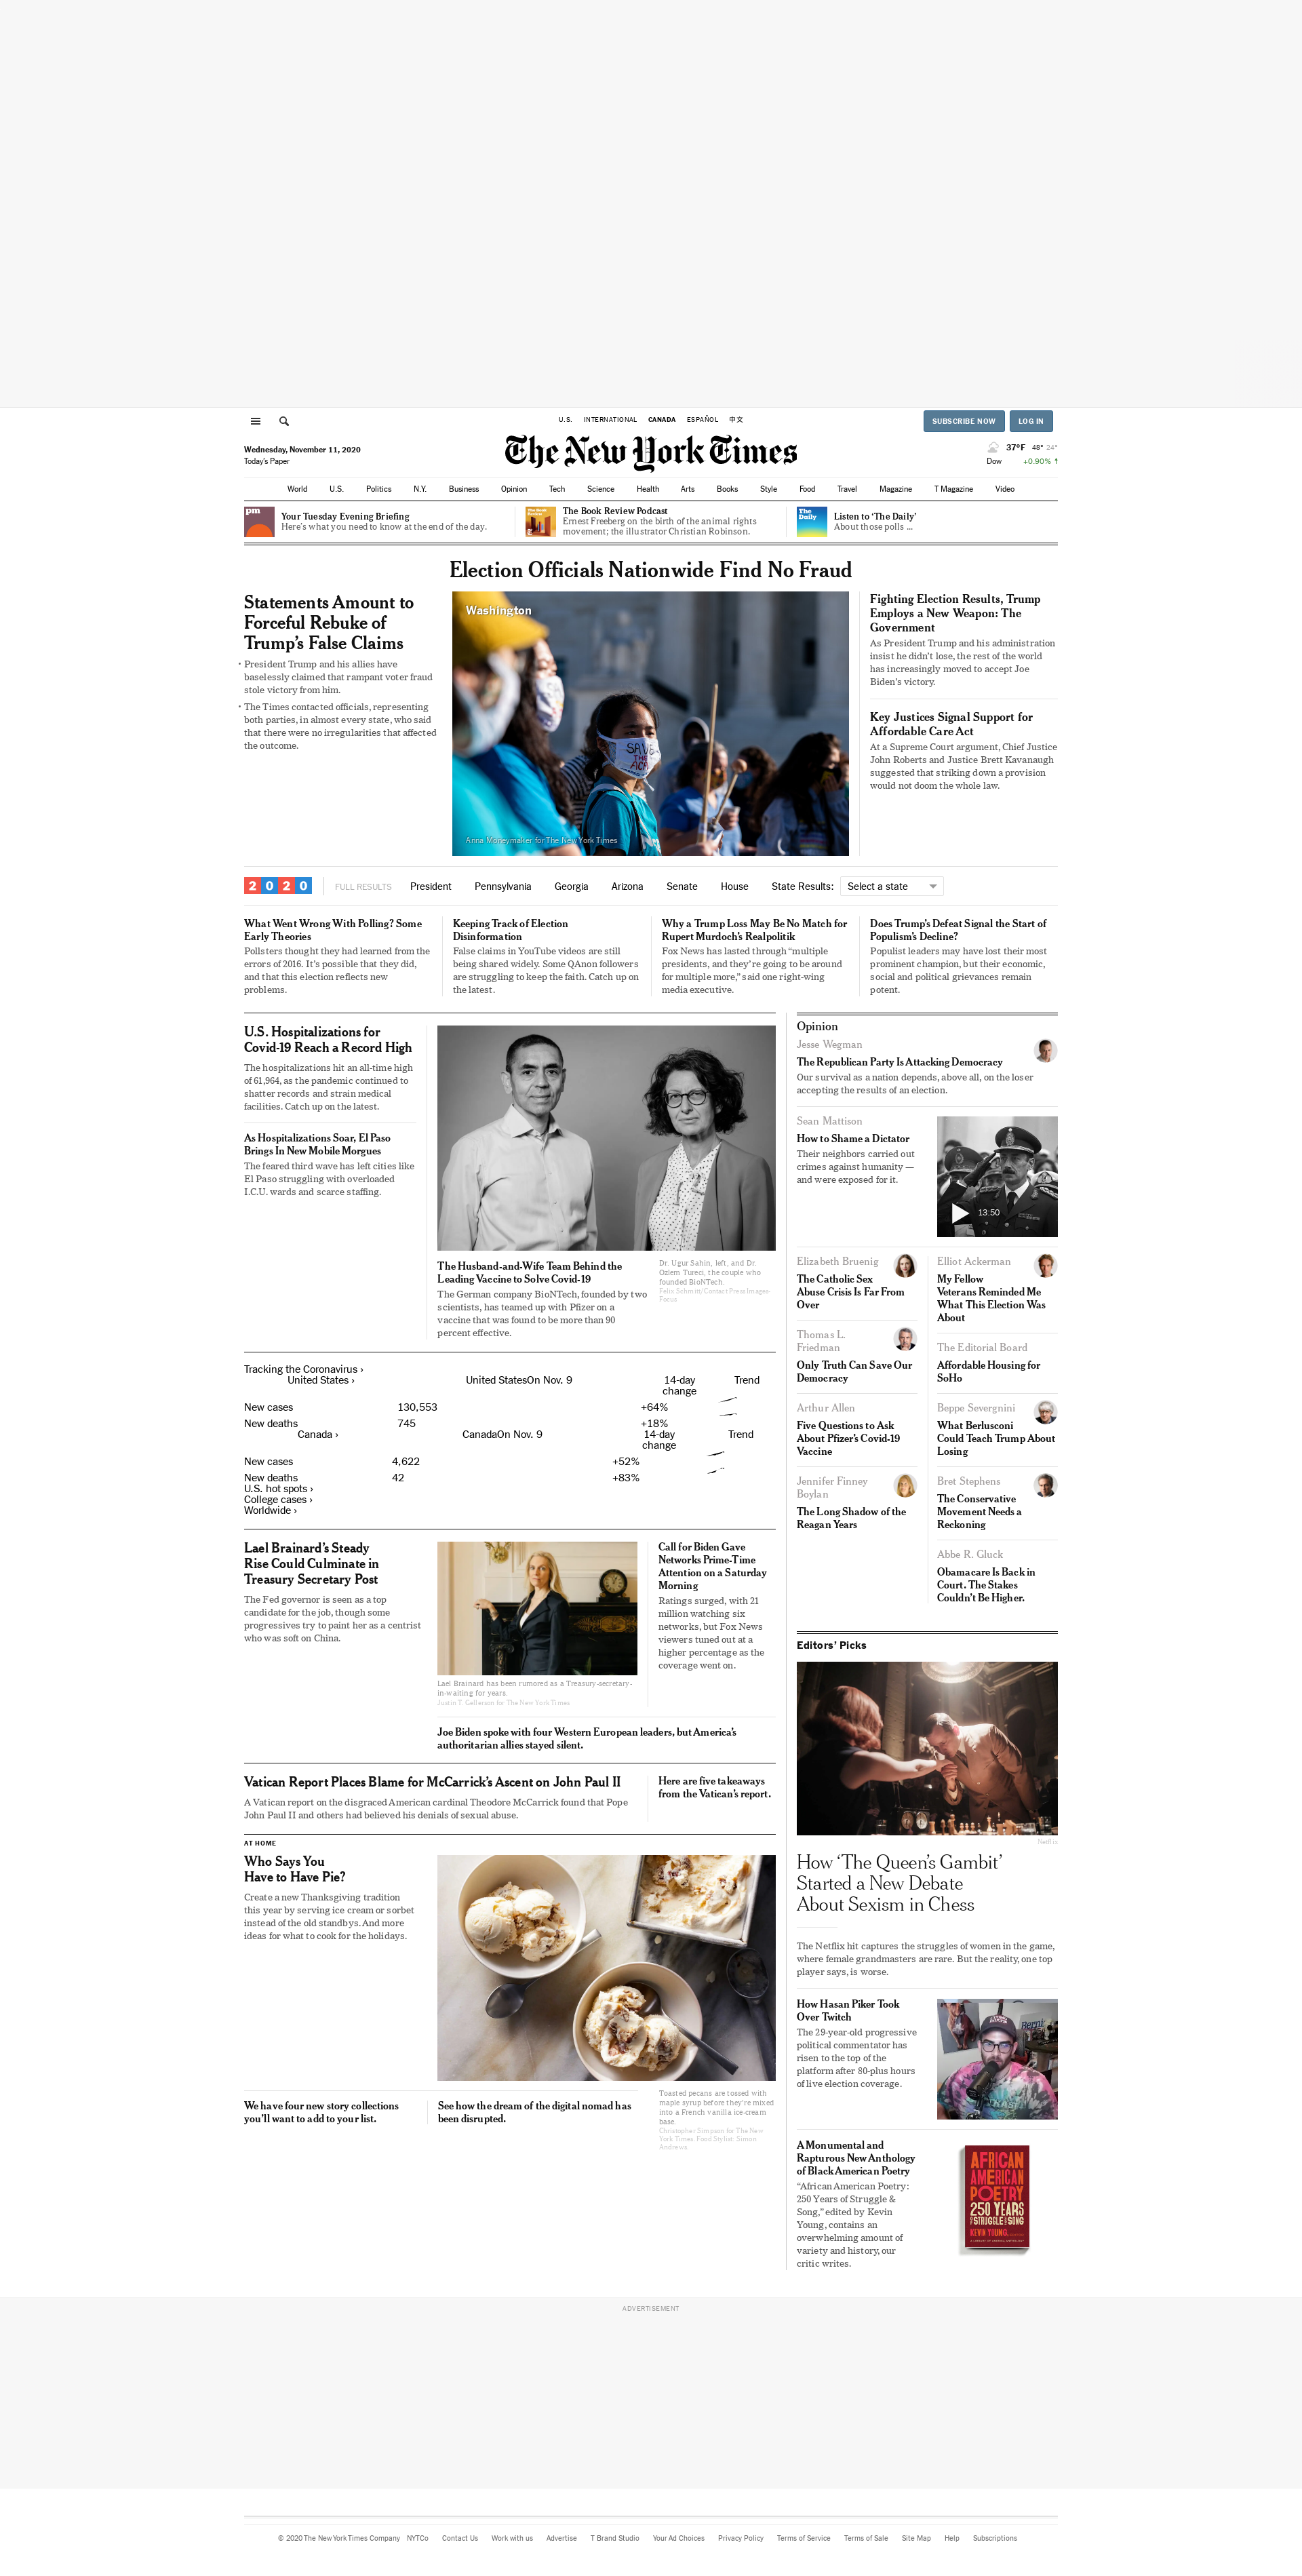 U.S. INTERNATIONAL CANADA ESPAÑOL 中文
SUBSCRIBE NOW LOG IN
Wednesday, November 11, 2020
Today's Paper
The New York Times
37°F 48° 24°
Dow +0.90% ↑
World U.S. Politics N.Y. Business Opinion Tech Science Health Arts Books Style Food Travel Magazine T Magazine Video
pm
Your Tuesday Evening Briefing
Here's what you need to know at the end of the day.
The Book Review Podcast
Ernest Freeberg on the birth of the animal rights
movement; the illustrator Christian Robinson.
The
Daily
Listen to ‘The Daily’
About those polls ...
Election Officials Nationwide Find No Fraud
Statements Amount to
Forceful Rebuke of
Trump’s False Claims
• President Trump and his allies have
baselessly claimed that rampant voter fraud
stole victory from him.
• The Times contacted officials, representing
both parties, in almost every state, who said
that there were no irregularities that affected
the outcome.
Washington
SAVE
THE
ACA
Anna Moneymaker for The New York Times
Fighting Election Results, Trump
Employs a New Weapon: The
Government
As President Trump and his administration
insist he didn’t lose, the rest of the world
has increasingly moved to accept Joe
Biden’s victory.
Key Justices Signal Support for
Affordable Care Act
At a Supreme Court argument, Chief Justice
John Roberts and Justice Brett Kavanaugh
suggested that striking down a provision
would not doom the whole law.
2020 FULL RESULTS President Pennsylvania Georgia Arizona Senate House State Results: Select a state
What Went Wrong With Polling? Some
Early Theories
Pollsters thought they had learned from the
errors of 2016. It’s possible that they did,
and that this election reflects new
problems.
Keeping Track of Election
Disinformation
False claims in YouTube videos are still
being shared widely. Some QAnon followers
are struggling to keep the faith. Catch up on
the latest.
Why a Trump Loss May Be No Match for
Rupert Murdoch’s Realpolitik
Fox News has lasted through “multiple
presidents, and they’re going to be around
for multiple more,” said one right-wing
media executive.
Does Trump’s Defeat Signal the Start of
Populism’s Decline?
Populist leaders may have lost their most
prominent champion, but their economic,
social and political grievances remain
potent.
U.S. Hospitalizations for
Covid-19 Reach a Record High
The hospitalizations hit an all-time high
of 61,964, as the pandemic continued to
shatter records and strain medical
facilities. Catch up on the latest.
As Hospitalizations Soar, El Paso
Brings In New Mobile Morgues
The feared third wave has left cities like
El Paso struggling with overloaded
I.C.U. wards and scarce staffing.
The Husband-and-Wife Team Behind the
Leading Vaccine to Solve Covid-19
The German company BioNTech, founded by two
scientists, has teamed up with Pfizer on a
vaccine that was found to be more than 90
percent effective.
Dr. Ugur Sahin, left, and Dr.
Ozlem Tureci, the couple who
founded BioNTech.
Felix Schmitt/Contact Press Images-
Focus
Tracking the Coronavirus ›
United States › United StatesOn Nov. 9 14-day
change Trend
New cases 130,553 +64%
New deaths 745 +18%
Canada › CanadaOn Nov. 9 14-day
change Trend
New cases 4,622 +52%
New deaths 42 +83%
U.S. hot spots ›
College cases ›
Worldwide ›
Lael Brainard’s Steady
Rise Could Culminate in
Treasury Secretary Post
The Fed governor is seen as a top
candidate for the job, though some
progressives try to paint her as a centrist
who was soft on China.
Lael Brainard has been rumored as a Treasury-secretary-
in-waiting for years.
Justin T. Gellerson for The New York Times
Call for Biden Gave
Networks Prime-Time
Attention on a Saturday
Morning
Ratings surged, with 21
million watching six
networks, but Fox News
viewers tuned out at a
higher percentage as the
coverage went on.
Joe Biden spoke with four Western European leaders, but America’s
authoritarian allies stayed silent.
Vatican Report Places Blame for McCarrick’s Ascent on John Paul II
A Vatican report on the disgraced American cardinal Theodore McCarrick found that Pope
John Paul II and others had believed his denials of sexual abuse.
Here are five takeaways
from the Vatican’s report.
AT HOME
Who Says You
Have to Have Pie?
Create a new Thanksgiving tradition
this year by serving ice cream or sorbet
instead of the old standbys. And more
ideas for what to cook for the holidays.
We have four new story collections
you’ll want to add to your list.
See how the dream of the digital nomad has
been disrupted.
Toasted pecans are tossed with
maple syrup before they’re mixed
into a French vanilla ice-cream
base.
Christopher Simpson for The New
York Times. Food Stylist: Simon
Andrews.
Opinion
Jesse Wegman
The Republican Party Is Attacking Democracy
Our survival as a nation depends, above all, on the loser
accepting the results of an election.
Sean Mattison
How to Shame a Dictator
Their neighbors carried out
crimes against humanity —
and were exposed for it.
13:50
Elizabeth Bruenig
The Catholic Sex
Abuse Crisis Is Far From
Over
Thomas L.
Friedman
Only Truth Can Save Our
Democracy
Arthur Allen
Five Questions to Ask
About Pfizer’s Covid-19
Vaccine
Jennifer Finney
Boylan
The Long Shadow of the
Reagan Years
Elliot Ackerman
My Fellow
Veterans Reminded Me
What This Election Was
About
The Editorial Board
Affordable Housing for
SoHo
Beppe Severgnini
What Berlusconi
Could Teach Trump About
Losing
Bret Stephens
The Conservative
Movement Needs a
Reckoning
Abbe R. Gluck
Obamacare Is Back in
Court. The Stakes
Couldn’t Be Higher.
Editors’ Picks
Netflix
How ‘The Queen’s Gambit’
Started a New Debate
About Sexism in Chess
The Netflix hit captures the struggles of women in the game,
where female grandmasters are rare. But the reality, one top
player says, is worse.
How Hasan Piker Took
Over Twitch
The 29-year-old progressive
political commentator has
risen to the top of the
platform after 80-plus hours
of live election coverage.
Berni
A Monumental and
Rapturous New Anthology
of Black American Poetry
“African American Poetry:
250 Years of Struggle &
Song,” edited by Kevin
Young, contains an
overwhelming amount of
variety and history, our
critic writes.
AFRICAN
AMERICAN
POETRY
250 YEARS
OF STRUGGLE & SONG
KEVIN YOUNG
ADVERTISEMENT
© 2020 The New York Times Company NYTCo Contact Us Work with us Advertise T Brand Studio Your Ad Choices Privacy Policy Terms of Service Terms of Sale Site Map Help Subscriptions